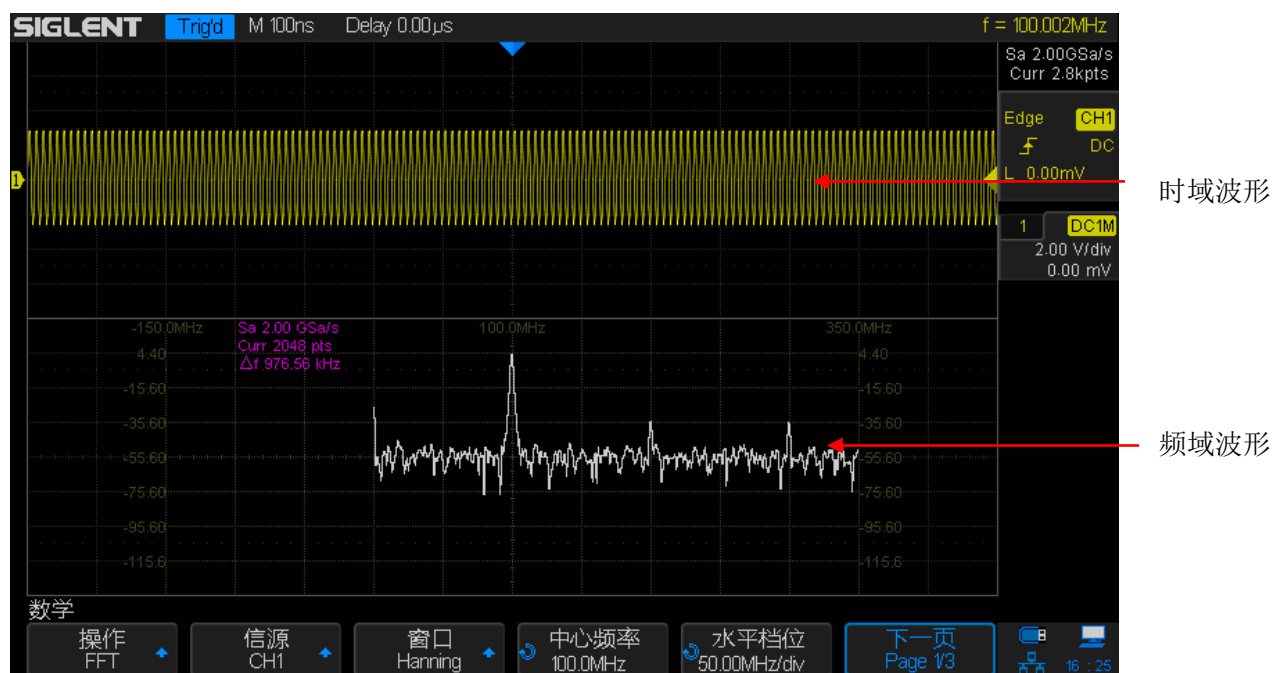 SIGLENT Trig'd M 100ns Delay 0.00μs f = 100.002MHz
Sa 2.00GSa/s
Curr 2.8kpts
Edge CH1
DC
L 0.00mV
1
1 DC1M
2.00 V/div
0.00 mV
时域波形
-150.0MHz 100.0MHz 350.0MHz
Sa 2.00 GSa/s
Curr 2048 pts
Δf 976.56 kHz
4.40 4.40
-15.60 -15.60
-35.60 -35.60
-55.60 -55.60
-75.60 -75.60
-95.60 -95.60
-115.6 -115.6
频域波形
数学
操作 信源 窗口 中心频率 水平档位 下一页
FFT CH1 Hanning 100.0MHz 50.00MHz/div Page 1/3
16 : 25